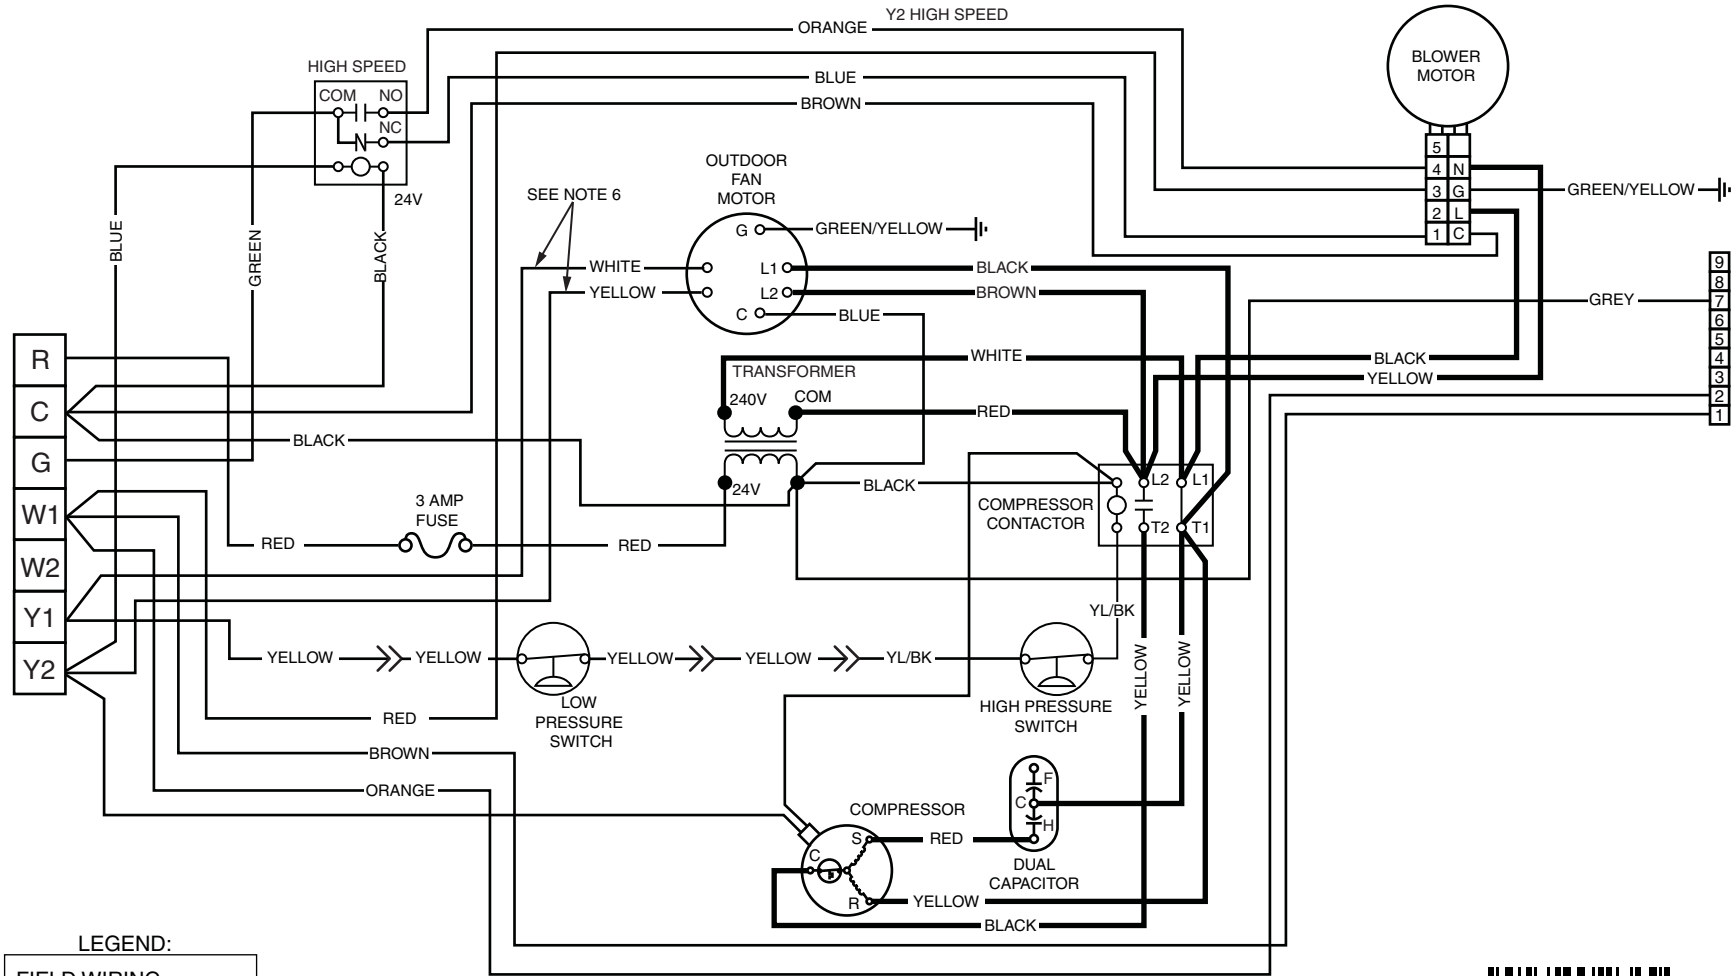 Y2 HIGH SPEED
ORANGE
HIGH SPEED
COM
NO
NC
24V
BLUE
BROWN
BLOWER
MOTOR
5
4 N
3 G
2 L
1 C
GREEN/YELLOW
OUTDOOR
FAN
MOTOR
SEE NOTE 6
G
GREEN/YELLOW
WHITE
L1
BLACK
YELLOW
L2
BROWN
C
BLUE
BLUE
GREEN
BLACK
9
8
7
6
5
4
3
2
1
GREY
WHITE
BLACK
YELLOW
TRANSFORMER
240V
COM
RED
24V
BLACK
R
C
G
W1
W2
Y1
Y2
BLACK
3 AMP
FUSE
RED
RED
COMPRESSOR
CONTACTOR
L2
L1
T2
T1
YL/BK
YELLOW
YELLOW
YELLOW
YELLOW
YELLOW
YELLOW
YL/BK
LOW
PRESSURE
SWITCH
HIGH PRESSURE
SWITCH
RED
BROWN
ORANGE
COMPRESSOR
S
C
R
RED
F
C
H
DUAL
CAPACITOR
YELLOW
BLACK
LEGEND:
FIELD WIRING